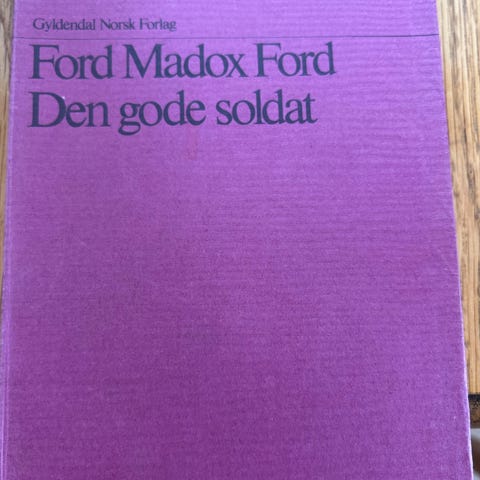 Gyldendal Norsk Forlag
Ford Madox Ford
Den gode soldat